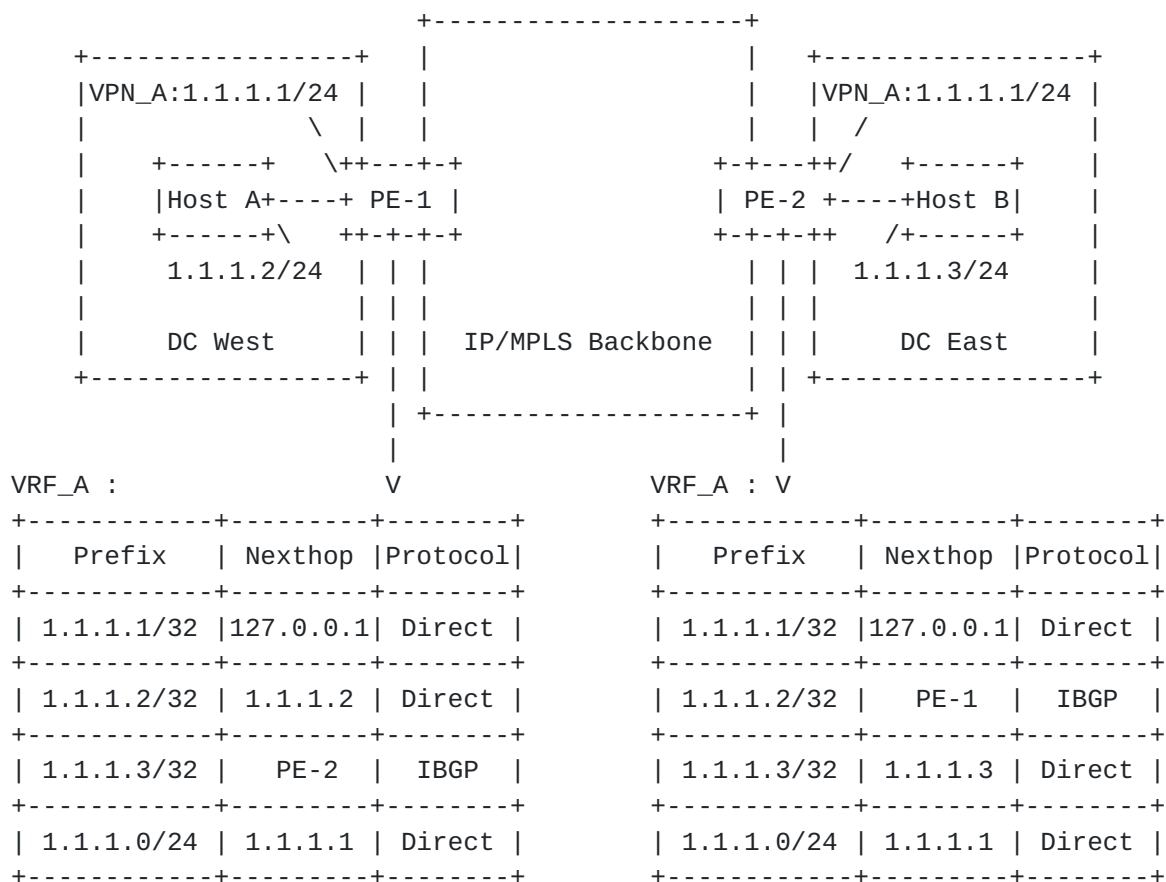 +------------------+
+-----------------+ | | +-----------------+
|VPN_A:1.1.1.1/24 | | | |VPN_A:1.1.1.1/24 |
| \ | | | | / |
| +------+ \++---+-+ +-+---++/ +------+ |
| |Host A+----+ PE-1 | | PE-2 +----+Host B| |
| +------+\ ++-+-+-+ +-+-+-++ /+------+ |
| 1.1.1.2/24 | | | | | | 1.1.1.3/24 |
| | | | | | | |
| DC West | | | IP/MPLS Backbone | | | DC East |
+-----------------+ | | | | +-----------------+
| +------------------+ |
| |
VRF_A : V VRF_A : V
+------------+---------+--------+ +------------+---------+--------+
| Prefix | Nexthop |Protocol| | Prefix | Nexthop |Protocol|
+------------+---------+--------+ +------------+---------+--------+
| 1.1.1.1/32 |127.0.0.1| Direct | | 1.1.1.1/32 |127.0.0.1| Direct |
+------------+---------+--------+ +------------+---------+--------+
| 1.1.1.2/32 | 1.1.1.2 | Direct | | 1.1.1.2/32 | PE-1 | IBGP |
+------------+---------+--------+ +------------+---------+--------+
| 1.1.1.3/32 | PE-2 | IBGP | | 1.1.1.3/32 | 1.1.1.3 | Direct |
+------------+---------+--------+ +------------+---------+--------+
| 1.1.1.0/24 | 1.1.1.1 | Direct | | 1.1.1.0/24 | 1.1.1.1 | Direct |
+------------+---------+--------+ +------------+---------+--------+